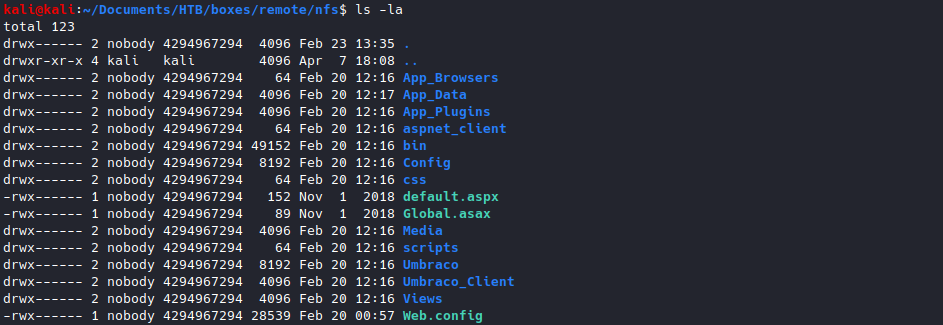 kali@kali:~/Documents/HTB/boxes/remote/nfs$ ls -la
total 123
drwx------ 2 nobody 4294967294  4096 Feb 23 13:35 .
drwxr-xr-x 4 kali   kali        4096 Apr  7 18:08 ..
drwx------ 2 nobody 4294967294    64 Feb 20 12:16 App_Browsers
drwx------ 2 nobody 4294967294  4096 Feb 20 12:17 App_Data
drwx------ 2 nobody 4294967294  4096 Feb 20 12:16 App_Plugins
drwx------ 2 nobody 4294967294    64 Feb 20 12:16 aspnet_client
drwx------ 2 nobody 4294967294 49152 Feb 20 12:16 bin
drwx------ 2 nobody 4294967294  8192 Feb 20 12:16 Config
drwx------ 2 nobody 4294967294    64 Feb 20 12:16 css
-rwx------ 1 nobody 4294967294   152 Nov  1  2018 default.aspx
-rwx------ 1 nobody 4294967294    89 Nov  1  2018 Global.asax
drwx------ 2 nobody 4294967294  4096 Feb 20 12:16 Media
drwx------ 2 nobody 4294967294    64 Feb 20 12:16 scripts
drwx------ 2 nobody 4294967294  8192 Feb 20 12:16 Umbraco
drwx------ 2 nobody 4294967294  4096 Feb 20 12:16 Umbraco_Client
drwx------ 2 nobody 4294967294  4096 Feb 20 12:16 Views
-rwx------ 1 nobody 4294967294 28539 Feb 20 00:57 Web.config